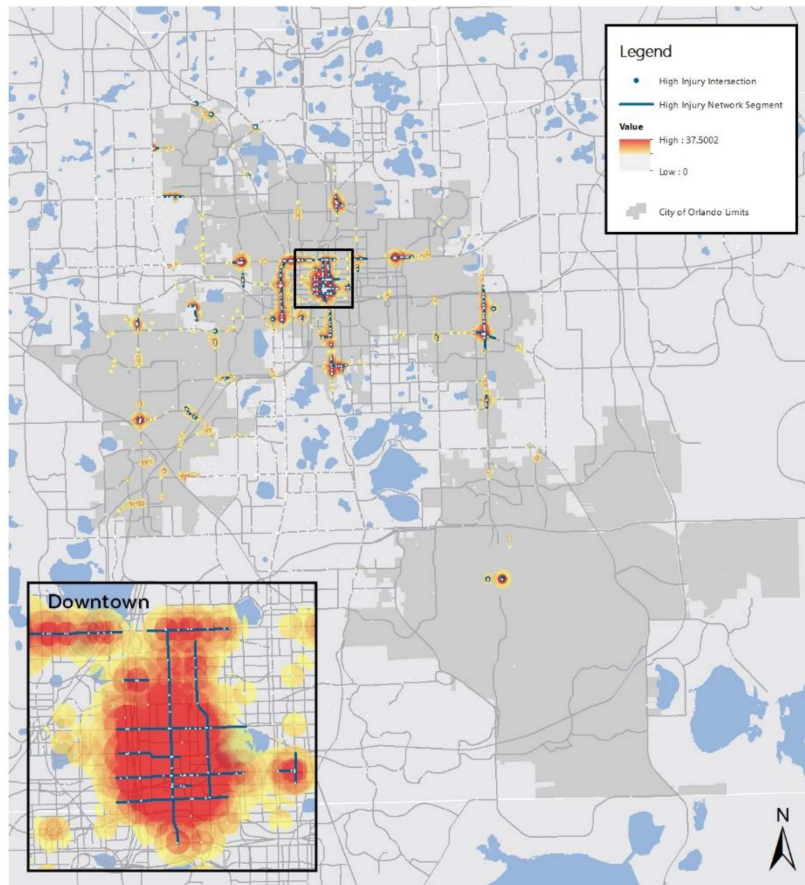 Legend
High Injury Intersection
High Injury Network Segment
Value
High : 37.5002
Low : 0
City of Orlando Limits
Downtown
N